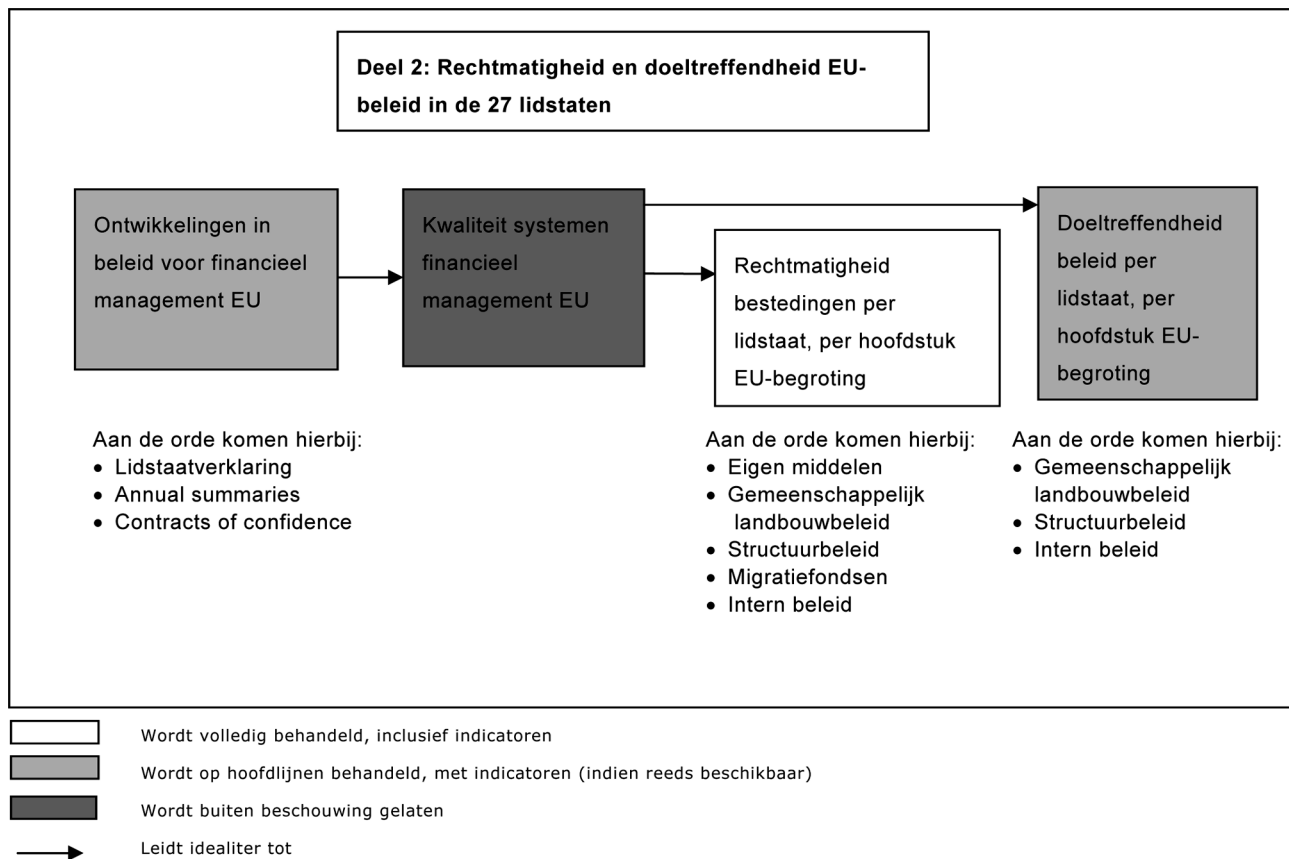 Deel 2: Rechtmatigheid en doeltreffendheid EU-
beleid in de 27 lidstaten
Ontwikkelingen in
beleid voor financieel
management EU
Kwaliteit systemen
financieel
management EU
Rechtmatigheid
bestedingen per
lidstaat, per hoofdstuk
EU-begroting
Doeltreffendheid
beleid per
lidstaat, per
hoofdstuk EU-
begroting
Aan de orde komen hierbij:
• Lidstaatverklaring
• Annual summaries
• Contracts of confidence
Aan de orde komen hierbij:
• Eigen middelen
• Gemeenschappelijk
landbouwbeleid
• Structuurbeleid
• Migratiefondsen
• Intern beleid
Aan de orde komen hierbij:
• Gemeenschappelijk
landbouwbeleid
• Structuurbeleid
• Intern beleid
Wordt volledig behandeld, inclusief indicatoren
Wordt op hoofdlijnen behandeld, met indicatoren (indien reeds beschikbaar)
Wordt buiten beschouwing gelaten
Leidt idealiter tot